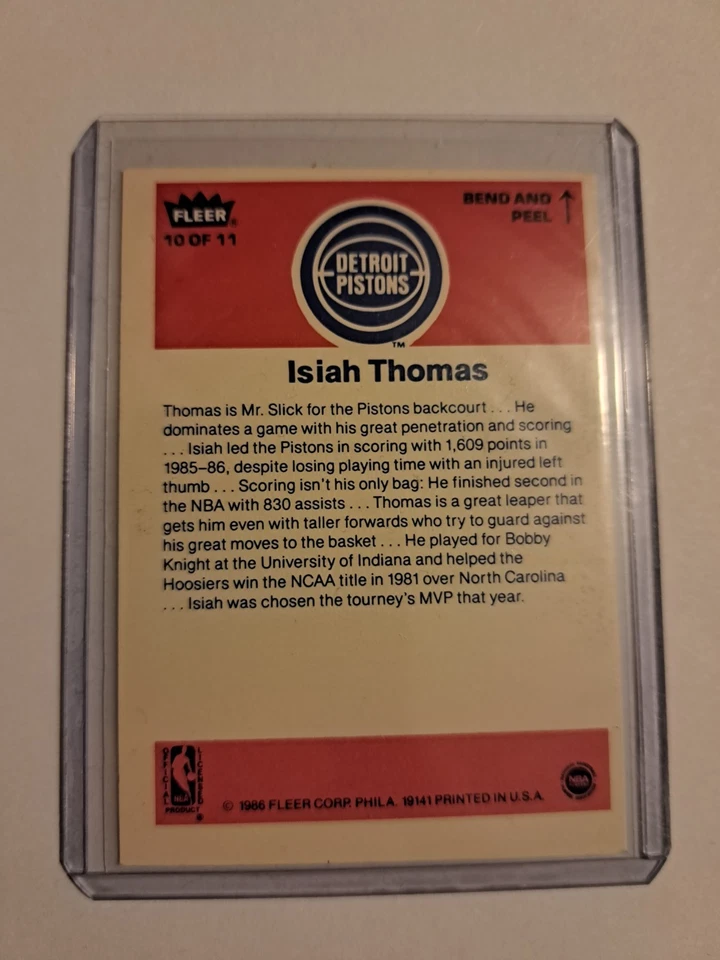 FLEER®
10 OF 11
BEND AND
PEEL
DETROIT
PISTONS
TM
Isiah Thomas
Thomas is Mr. Slick for the Pistons backcourt . . . He
dominates a game with his great penetration and scoring
. . . Isiah led the Pistons in scoring with 1,609 points in
1985–86, despite losing playing time with an injured left
thumb . . . Scoring isn't his only bag: He finished second in
the NBA with 830 assists . . . Thomas is a great leaper that
gets him even with taller forwards who try to guard against
his great moves to the basket . . . He played for Bobby
Knight at the University of Indiana and helped the
Hoosiers win the NCAA title in 1981 over North Carolina
. . . Isiah was chosen the tourney's MVP that year.
OFFICIAL
LICENSED
NBA
PRODUCT ®
© 1986 FLEER CORP. PHILA. 19141 PRINTED IN U.S.A.
NBA